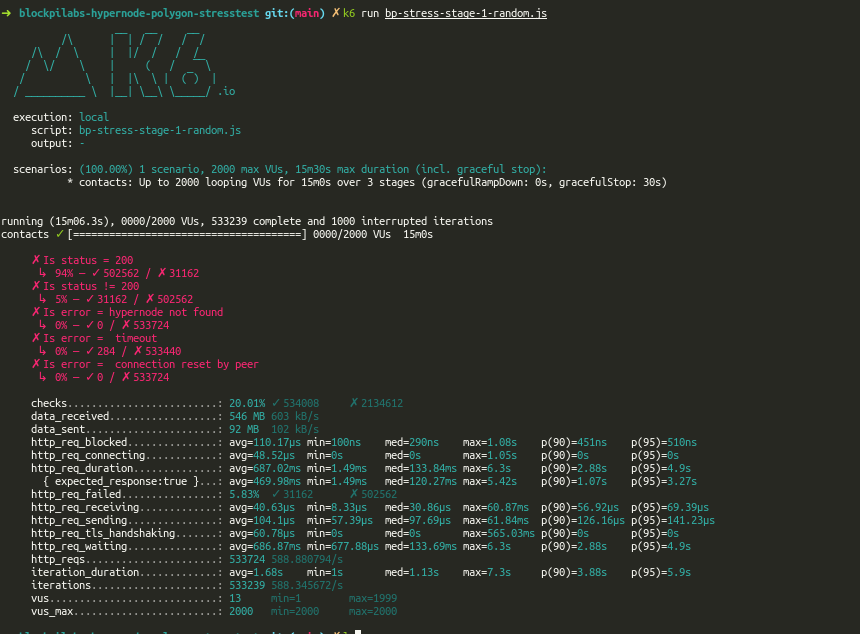 → blockpilabs-hypernode-polygon-stresstest git:(main) ✗ k6 run bp-stress-stage-1-random.js
/\ |‾‾| /‾‾/ /‾‾/
/\ / \ | |/ / / /
/ \/ \ | ( / ‾‾\
/ \ | |\ \ | (‾) |
/ __________ \ |__| \__\ \_____/ .io
execution: local
script: bp-stress-stage-1-random.js
output: -
scenarios: (100.00%) 1 scenario, 2000 max VUs, 15m30s max duration (incl. graceful stop):
* contacts: Up to 2000 looping VUs for 15m0s over 3 stages (gracefulRampDown: 0s, gracefulStop: 30s)
running (15m06.3s), 0000/2000 VUs, 533239 complete and 1000 interrupted iterations
contacts ✓ [======================================] 0000/2000 VUs 15m0s
✗ Is status = 200
↳ 94% — ✓ 502562 / ✗ 31162
✗ Is status != 200
↳ 5% — ✓ 31162 / ✗ 502562
✗ Is error = hypernode not found
↳ 0% — ✓ 0 / ✗ 533724
✗ Is error = timeout
↳ 0% — ✓ 284 / ✗ 533440
✗ Is error = connection reset by peer
↳ 0% — ✓ 0 / ✗ 533724
checks.........................: 20.01% ✓ 534008 ✗ 2134612
data_received..................: 546 MB 603 kB/s
data_sent......................: 92 MB 102 kB/s
http_req_blocked...............: avg=110.17µs min=100ns med=290ns max=1.08s p(90)=451ns p(95)=510ns
http_req_connecting............: avg=48.52µs min=0s med=0s max=1.05s p(90)=0s p(95)=0s
http_req_duration..............: avg=687.02ms min=1.49ms med=133.84ms max=6.3s p(90)=2.88s p(95)=4.9s
{ expected_response:true }...: avg=469.98ms min=1.49ms med=120.27ms max=5.42s p(90)=1.07s p(95)=3.27s
http_req_failed................: 5.83% ✓ 31162 ✗ 502562
http_req_receiving.............: avg=40.63µs min=8.33µs med=30.86µs max=60.87ms p(90)=56.92µs p(95)=69.39µs
http_req_sending...............: avg=104.1µs min=57.39µs med=97.69µs max=61.84ms p(90)=126.16µs p(95)=141.23µs
http_req_tls_handshaking.......: avg=60.78µs min=0s med=0s max=565.03ms p(90)=0s p(95)=0s
http_req_waiting...............: avg=686.87ms min=677.88µs med=133.69ms max=6.3s p(90)=2.88s p(95)=4.9s
http_reqs......................: 533724 588.880794/s
iteration_duration.............: avg=1.68s min=1s med=1.13s max=7.3s p(90)=3.88s p(95)=5.9s
iterations.....................: 533239 588.345672/s
vus............................: 13 min=1 max=1999
vus_max........................: 2000 min=2000 max=2000